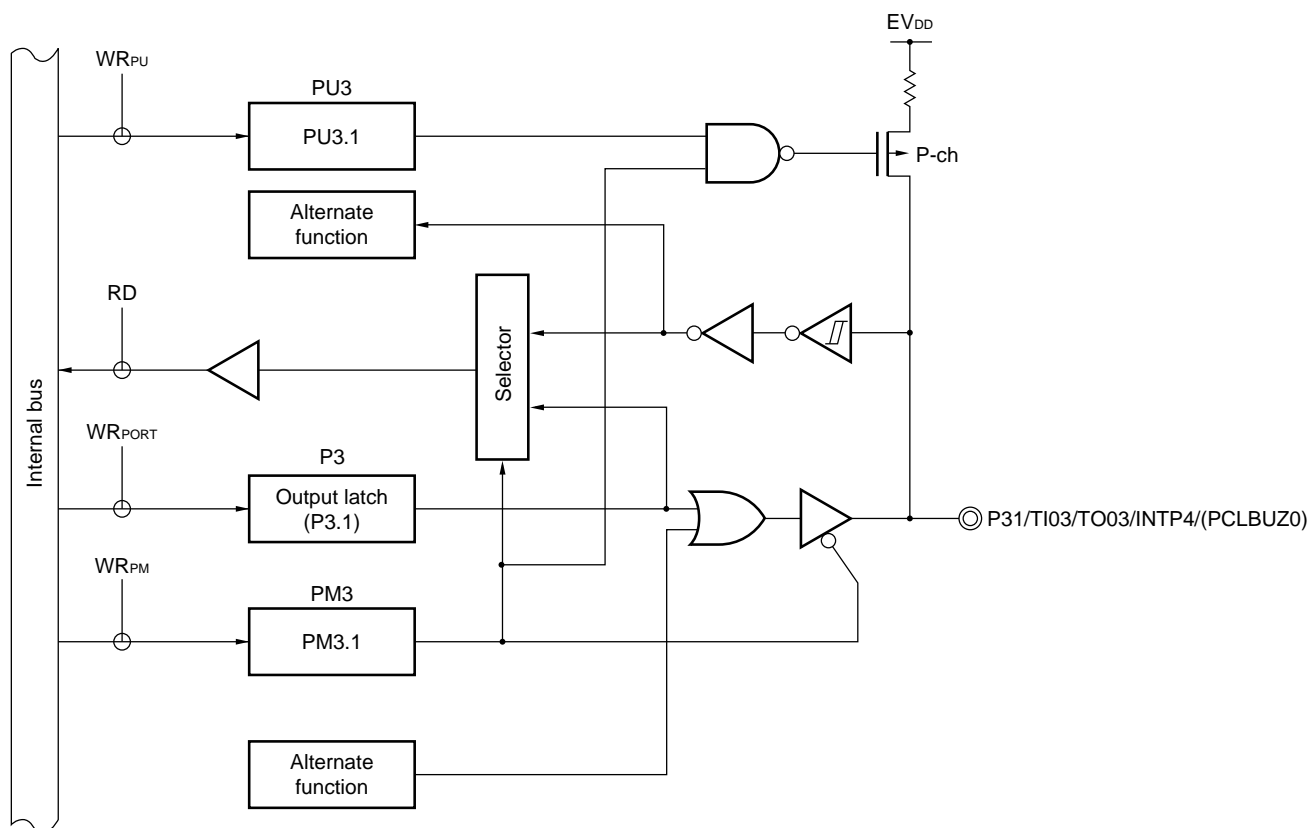 EVDD
WRPU
PU3
PU3.1
P-ch
Alternate
function
RD
Selector
Internal bus
WRPORT
P3
Output latch
(P3.1)
P31/TI03/TO03/INTP4/(PCLBUZ0)
WRPM
PM3
PM3.1
Alternate
function